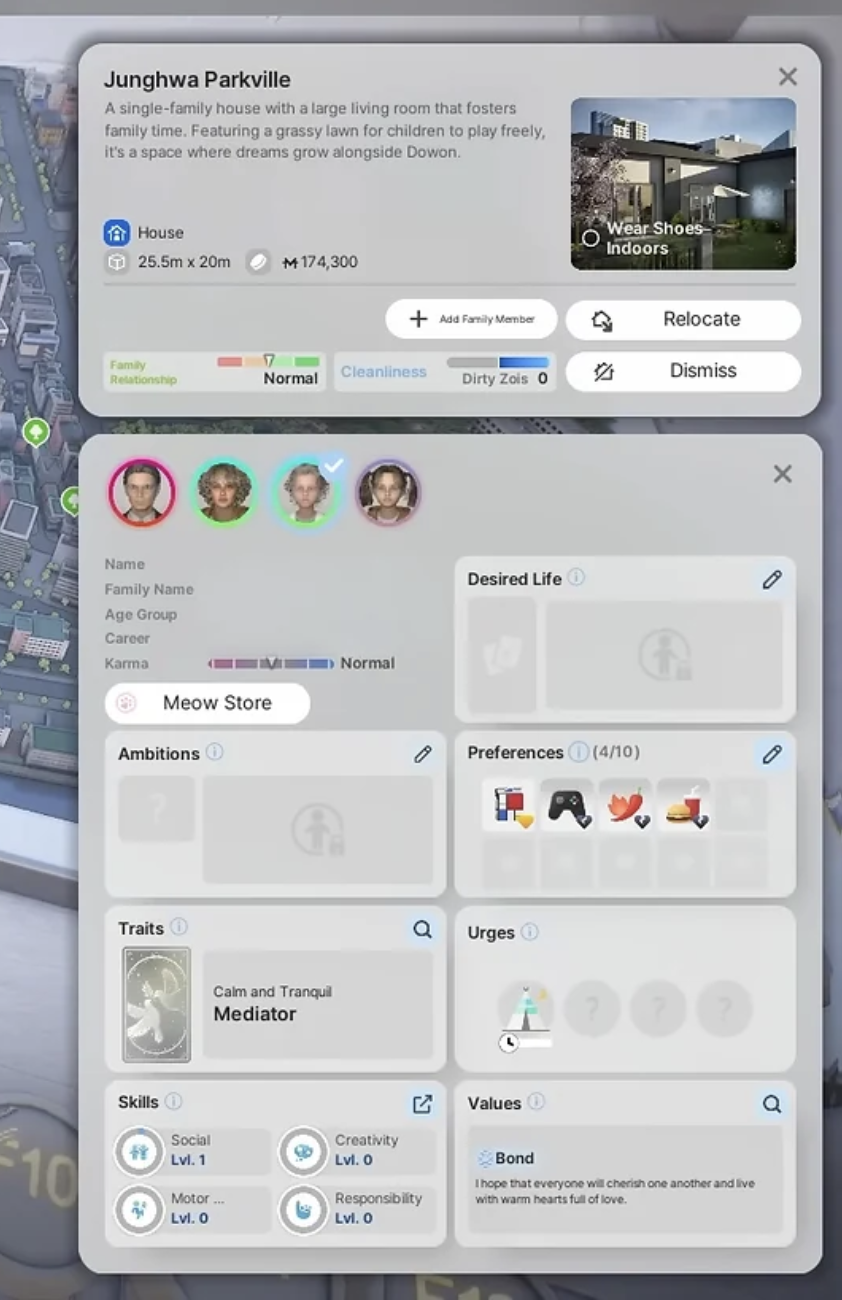 Junghwa Parkville
A single-family house with a large living room that fosters
family time. Featuring a grassy lawn for children to play freely,
it's a space where dreams grow alongside Dowon.
Wear Shoes
Indoors
House
25.5m x 20m
174,300
Add Family Member
Relocate
Family
Relationship
Normal
Cleanliness
Dirty Zois 0
Dismiss
Name
Family Name
Age Group
Career
Karma
Normal
Meow Store
Desired Life
Ambitions
?
Preferences (4/10)
Traits
Calm and Tranquil
Mediator
Urges
? ? ?
Skills
Social
Lvl. 1
Creativity
Lvl. 0
Motor ...
Lvl. 0
Responsibility
Lvl. 0
Values
Bond
I hope that everyone will cherish one another and live
with warm hearts full of love.